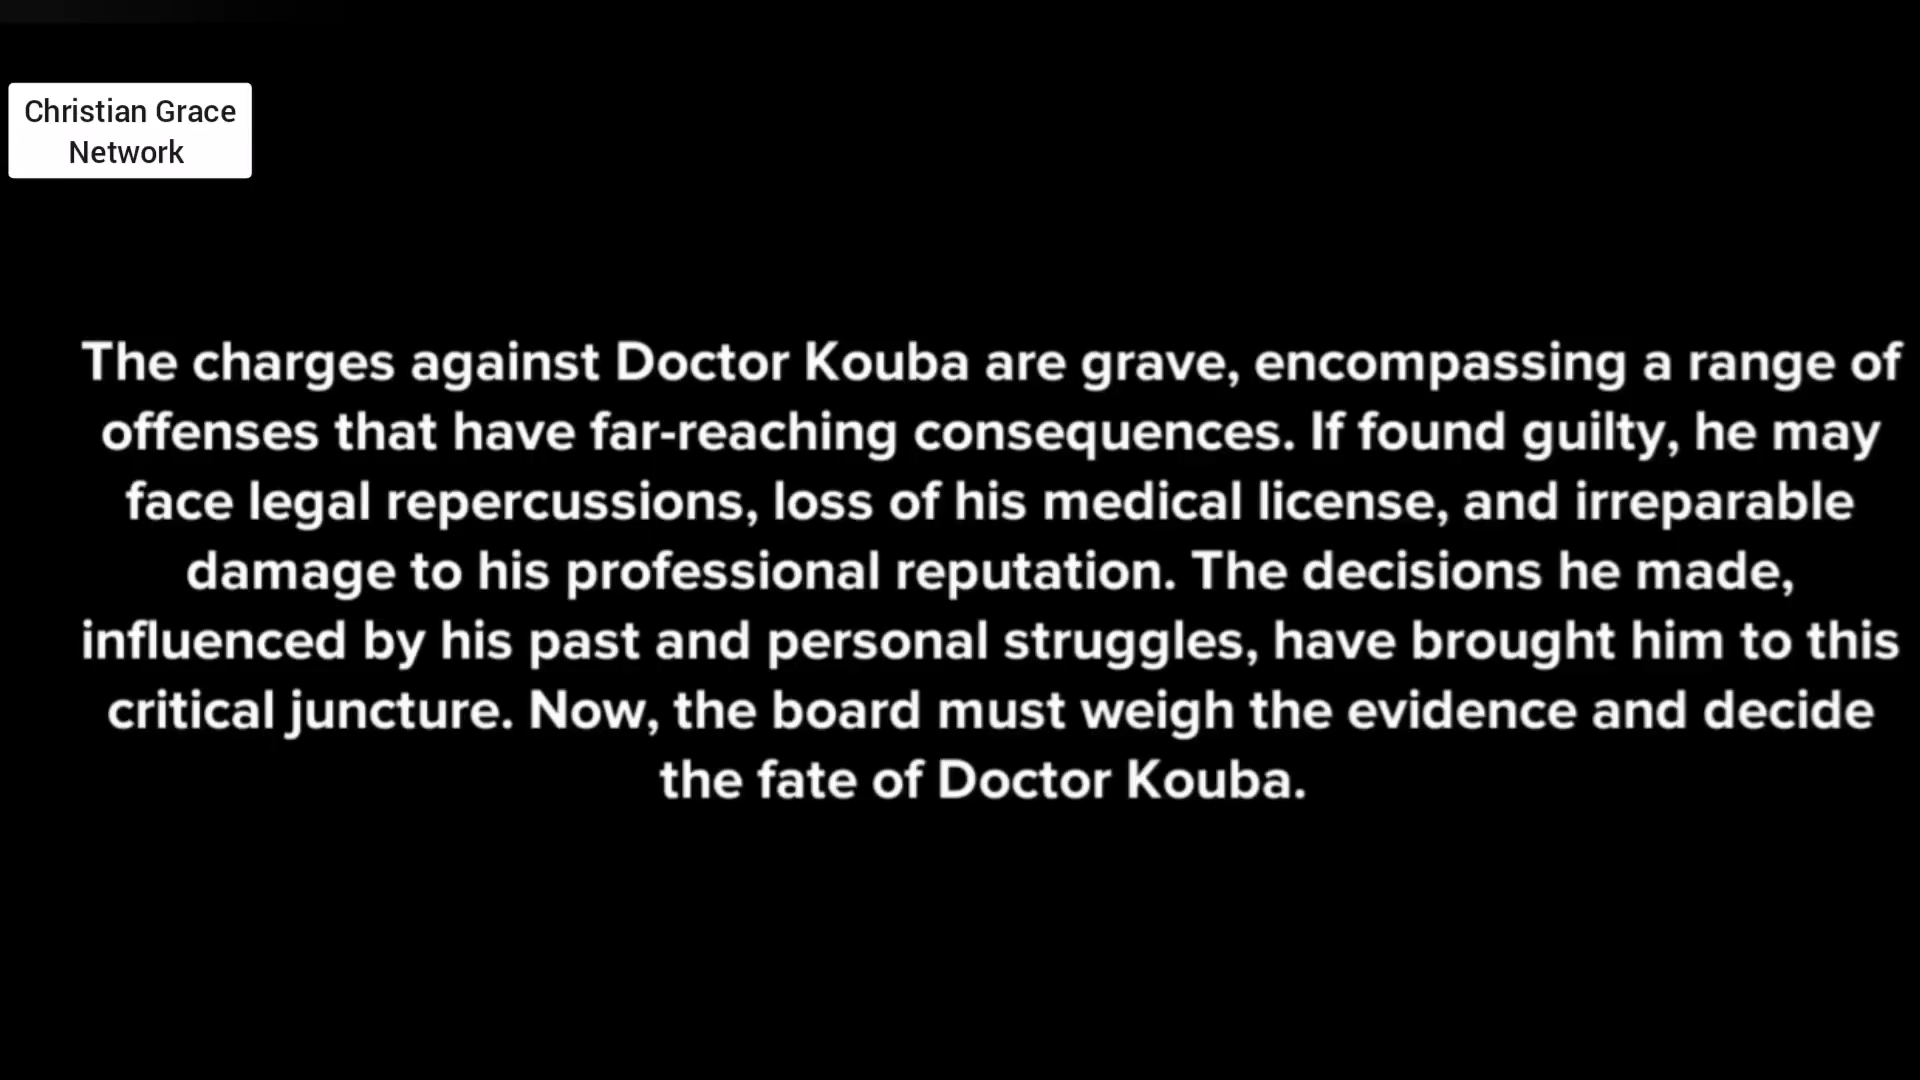 Christian Grace
Network
The charges against Doctor Kouba are grave, encompassing a range of
offenses that have far-reaching consequences. If found guilty, he may
face legal repercussions, loss of his medical license, and irreparable
damage to his professional reputation. The decisions he made,
influenced by his past and personal struggles, have brought him to this
critical juncture. Now, the board must weigh the evidence and decide
the fate of Doctor Kouba.